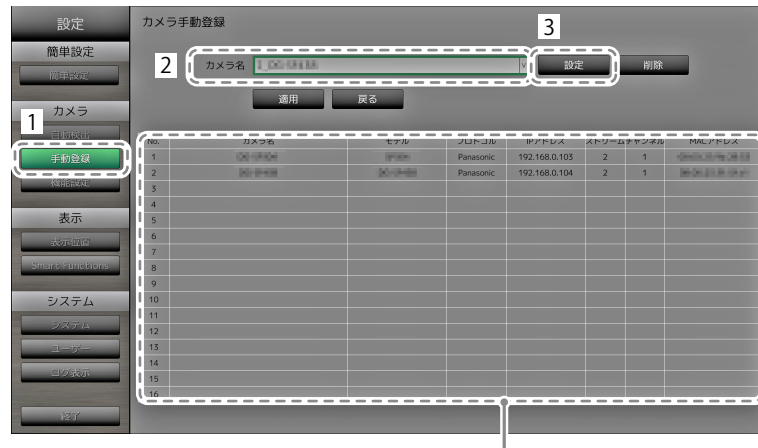 設定
簡単設定
簡単設定
カメラ
1
自動検出
手動登録
機能設定
表示
表示位置
Smart Functions
システム
システム
ユーザー
ログ表示
終了
カメラ手動登録
2
カメラ名
3
設定
削除
適用
戻る
No. カメラ名 モデル プロトコル IPアドレス ストリームチャンネル MACアドレス
1 Panasonic 192.168.0.103 2 1
2 Panasonic 192.168.0.104 2 1
3
4
5
6
7
8
9
10
11
12
13
14
15
16